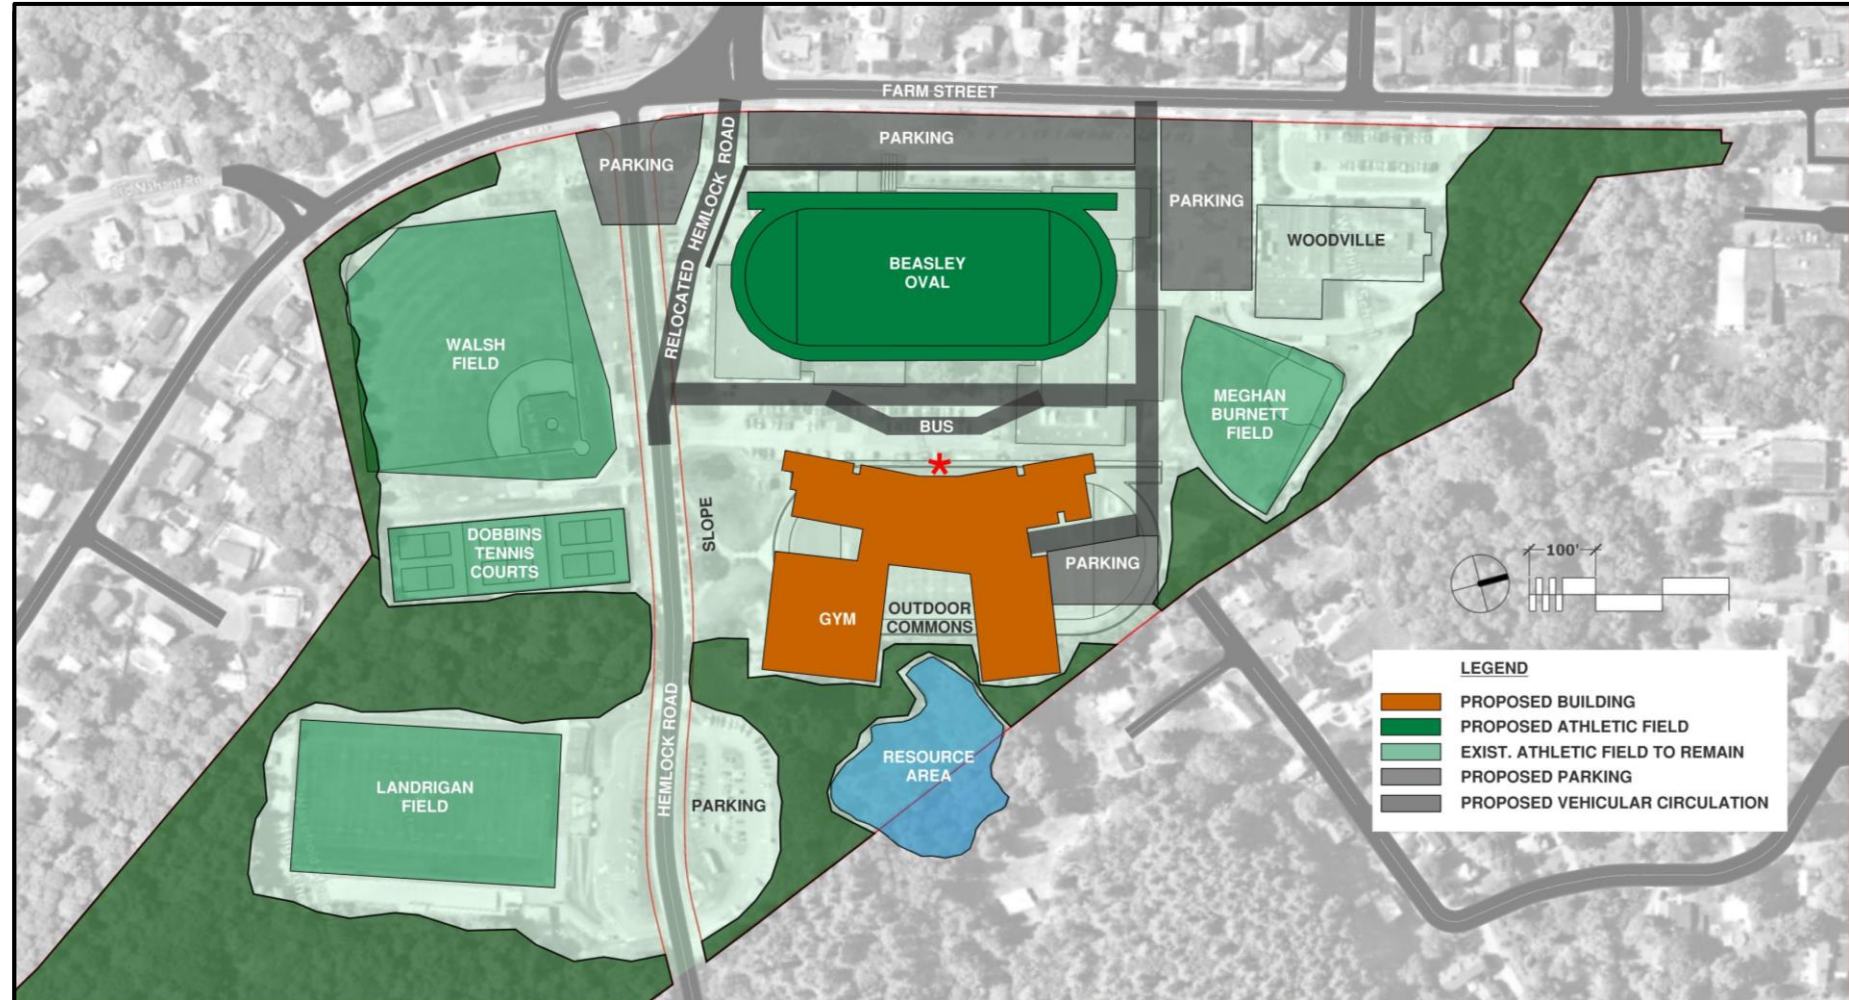 FARM STREET
PARKING
PARKING
PARKING
RELOCATED HEMLOCK ROAD
WOODVILLE
BEASLEY
OVAL
WALSH
FIELD
MEGHAN
BURNETT
FIELD
BUS
*
SLOPE
DOBBINS
TENNIS
COURTS
PARKING
GYM
OUTDOOR
COMMONS
100'
HEMLOCK ROAD
RESOURCE
AREA
LANDRIGAN
FIELD
PARKING
LEGEND
PROPOSED BUILDING
PROPOSED ATHLETIC FIELD
EXIST. ATHLETIC FIELD TO REMAIN
PROPOSED PARKING
PROPOSED VEHICULAR CIRCULATION